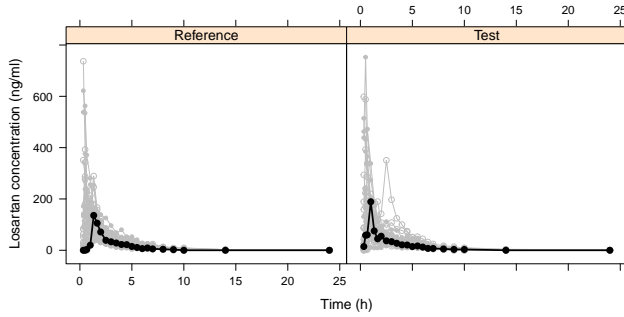 0 5 10 15 20 25
Reference Test
Losartan concentration (ng/ml)
600
400
200
0
0 5 10 15 20 25
Time (h)